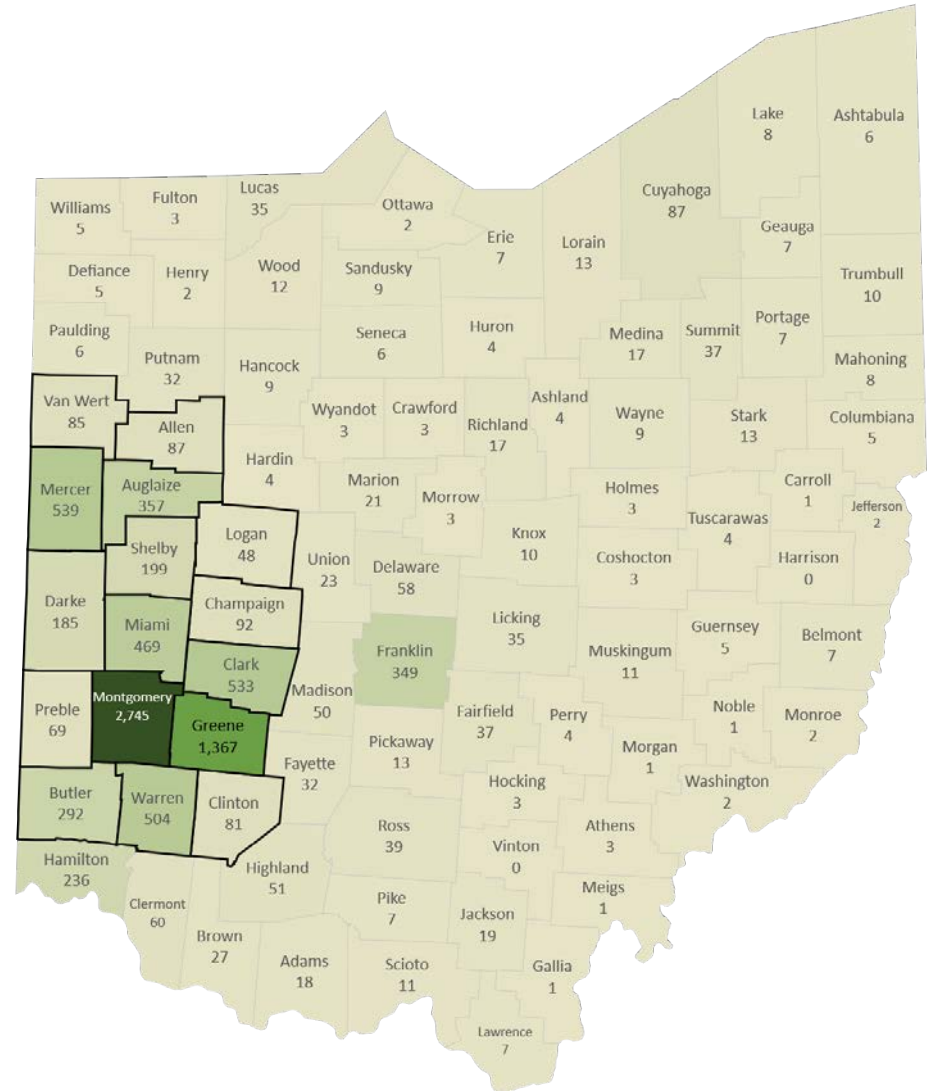 Lake
8
Ashtabula
6
Cuyahoga
87
Geauga
7
Williams
5
Fulton
3
Lucas
35
Ottawa
2
Erie
7
Lorain
13
Trumbull
10
Defiance
5
Henry
2
Wood
12
Sandusky
9
Huron
4
Medina
17
Summit
37
Portage
7
Paulding
6
Putnam
32
Hancock
9
Seneca
6
Mahoning
8
Van Wert
85
Allen
87
Wyandot
3
Crawford
3
Richland
17
Ashland
4
Wayne
9
Stark
13
Columbiana
5
Hardin
4
Mercer
539
Auglaize
357
Marion
21
Morrow
3
Holmes
3
Tuscarawas
4
Carroll
1
Jefferson
2
Shelby
199
Logan
48
Union
23
Delaware
58
Knox
10
Coshocton
3
Harrison
0
Darke
185
Miami
469
Champaign
92
Clark
533
Franklin
349
Licking
35
Muskingum
11
Guernsey
5
Belmont
7
Preble
69
Montgomery
2,745
Greene
1,367
Madison
50
Pickaway
13
Fairfield
37
Perry
4
Morgan
1
Noble
1
Monroe
2
Butler
292
Warren
504
Clinton
81
Fayette
32
Ross
39
Hocking
3
Vinton
0
Athens
3
Washington
2
Hamilton
236
Clermont
60
Highland
51
Pike
7
Jackson
19
Meigs
1
Brown
27
Adams
18
Scioto
11
Gallia
1
Lawrence
7